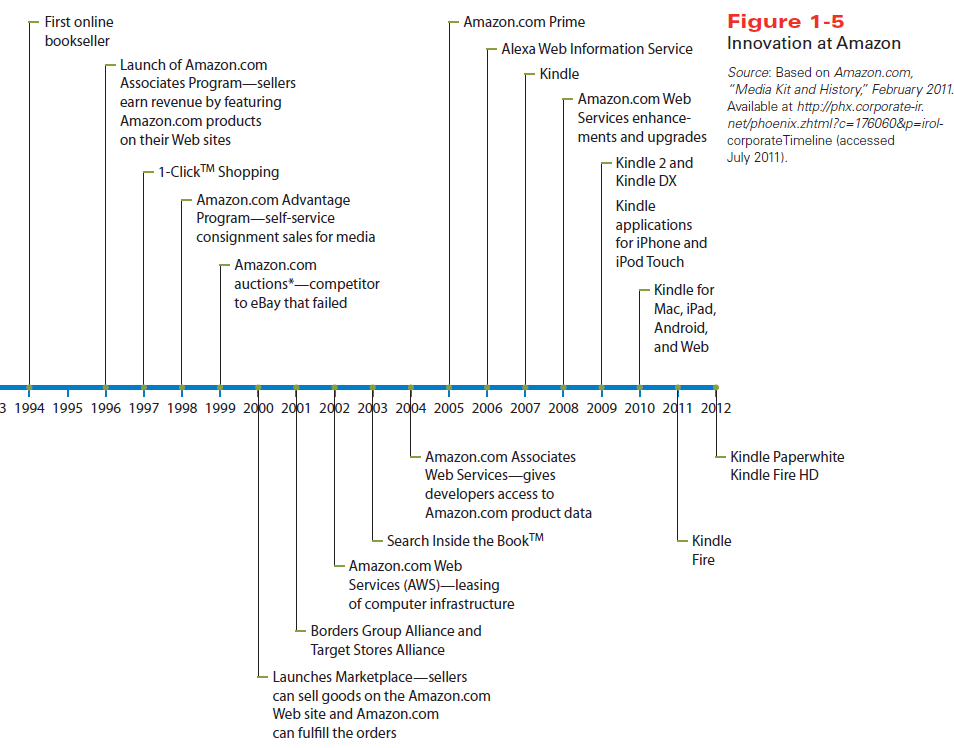 First online
bookseller
Launch of Amazon.com
Associates Program—sellers
earn revenue by featuring
Amazon.com products
on their Web sites
1-Click™ Shopping
Amazon.com Advantage
Program—self-service
consignment sales for media
Amazon.com
auctions*—competitor
to eBay that failed
Amazon.com Prime
Alexa Web Information Service
Kindle
Amazon.com Web
Services enhance-
ments and upgrades
Kindle 2 and
Kindle DX
Kindle
applications
for iPhone and
iPod Touch
Kindle for
Mac, iPad,
Android,
and Web
Figure 1-5
Innovation at Amazon
Source: Based on Amazon.com,
“Media Kit and History,” February 2011.
Available at http://phx.corporate-ir.
net/phoenix.zhtml?c=176060&p=irol-
corporateTimeline (accessed
July 2011).
3 1994 1995 1996 1997 1998 1999 2000 2001 2002 2003 2004 2005 2006 2007 2008 2009 2010 2011 2012
Amazon.com Associates
Web Services—gives
developers access to
Amazon.com product data
Search Inside the Book™
Amazon.com Web
Services (AWS)—leasing
of computer infrastructure
Borders Group Alliance and
Target Stores Alliance
Launches Marketplace—sellers
can sell goods on the Amazon.com
Web site and Amazon.com
can fulfill the orders
Kindle Paperwhite
Kindle Fire HD
Kindle
Fire